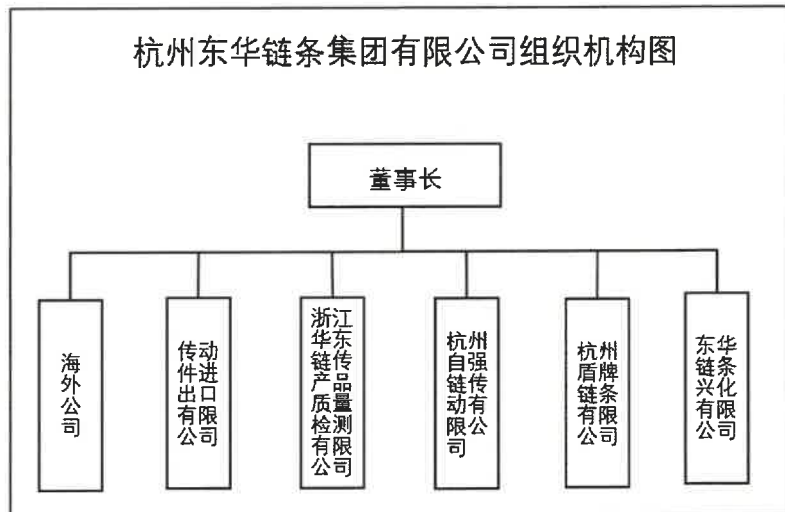 杭州东华链条集团有限公司组织机构图
董事长
海外公司
传动件进出口有限公司
浙江华东链传产品质量检测有限公司
杭州自强链传动有限公司
杭州盾牌链条有限公司
东华链条兴化有限公司